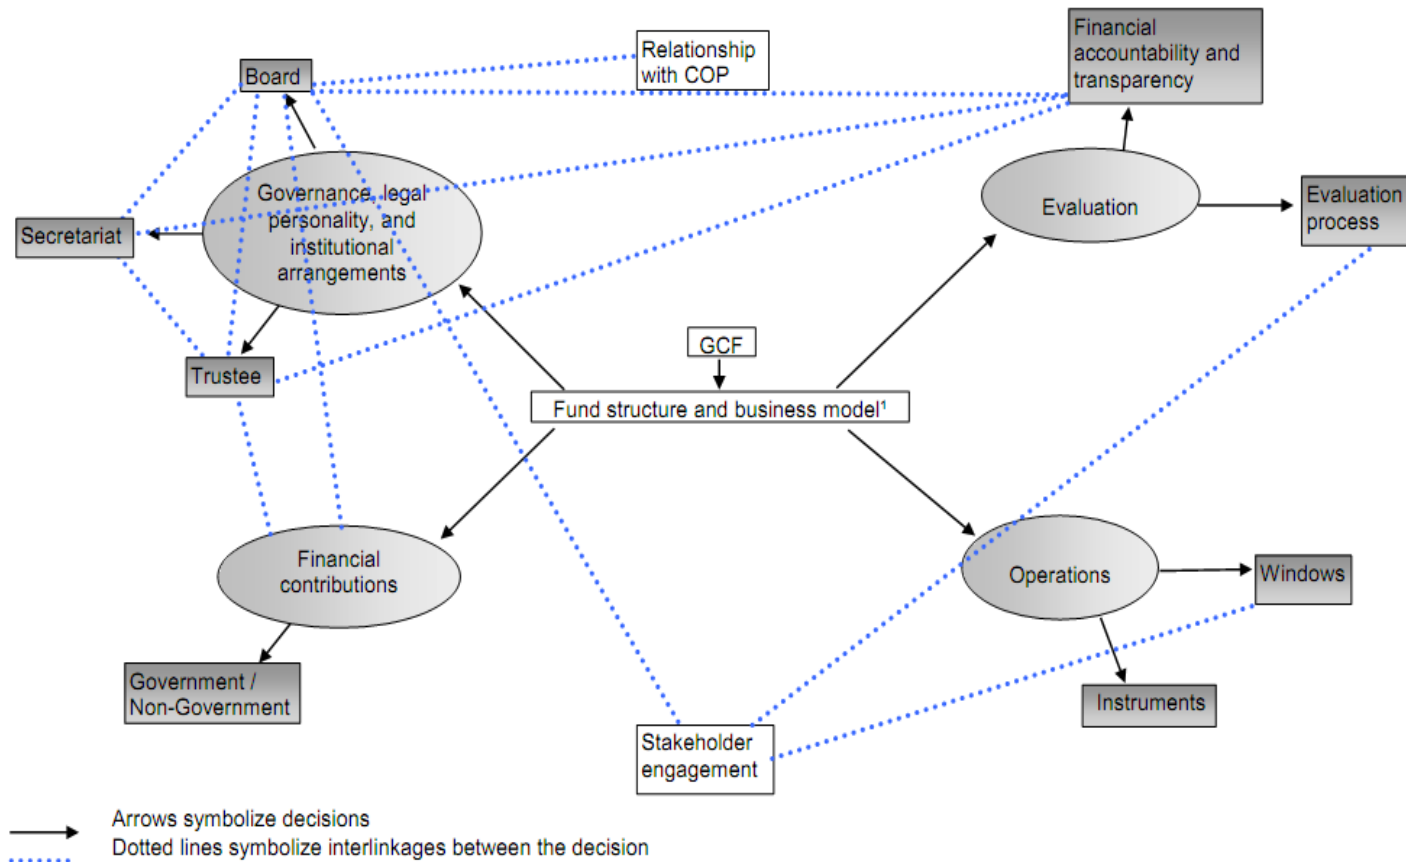 Relationship
with COP
Board
Financial
accountability and
transparency
Governance, legal
personality, and
institutional
arrangements
Evaluation
Evaluation
process
Secretariat
GCF
Trustee
Fund structure and business model¹
Financial
contributions
Operations
Windows
Government /
Non-Government
Instruments
Stakeholder
engagement
Arrows symbolize decisions
Dotted lines symbolize interlinkages between the decision